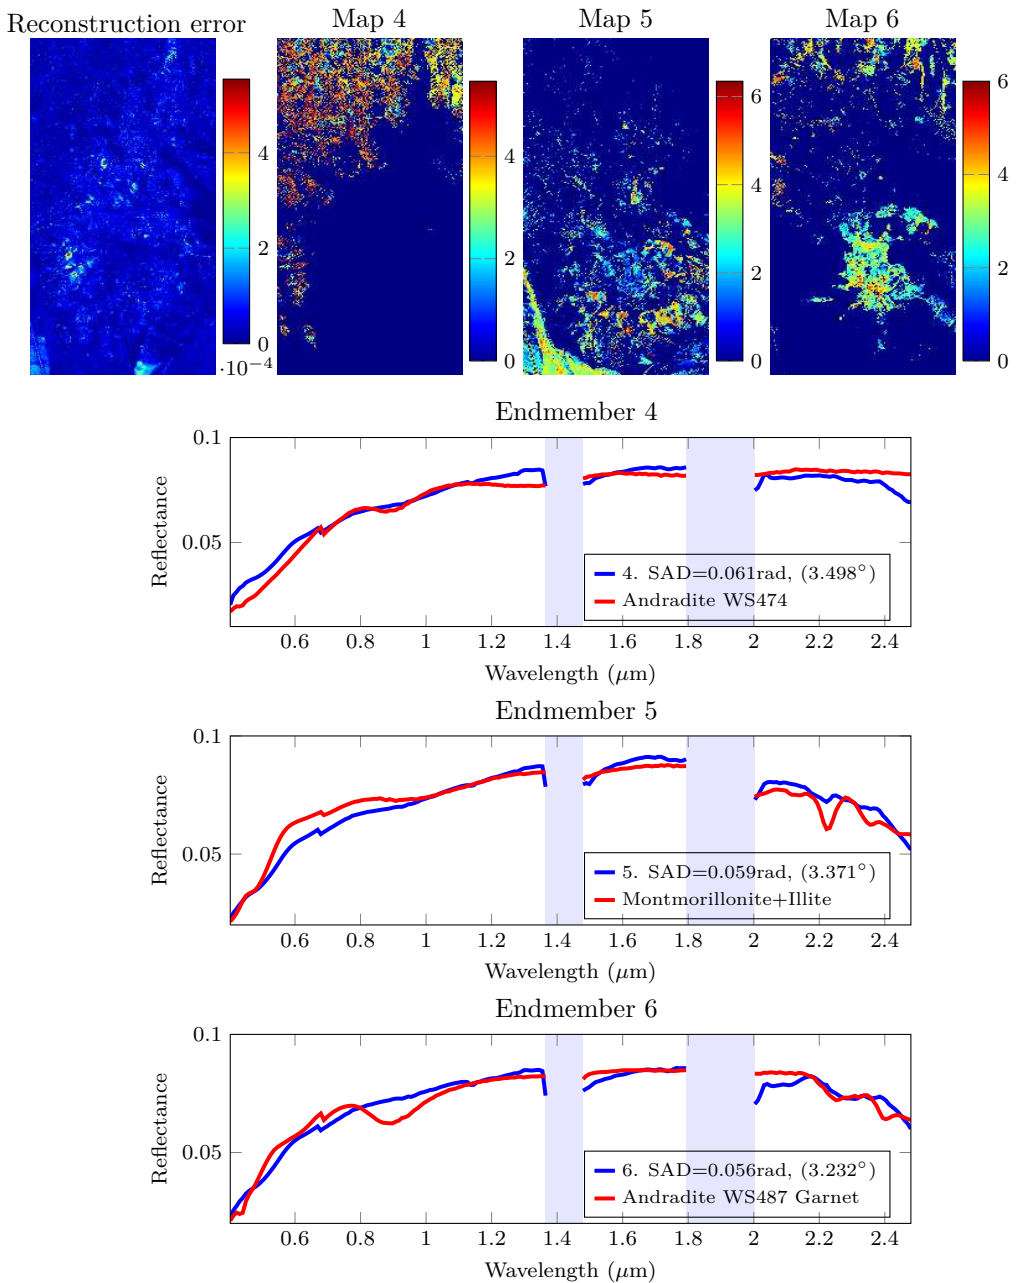 Reconstruction error
Map 4
Map 5
Map 6
4
2
0
·10⁻⁴
4
2
0
6
4
2
0
6
4
2
0
Endmember 4
0.1
0.05
Reflectance
4. SAD=0.061rad, (3.498°)
Andradite WS474
0.6 0.8 1 1.2 1.4 1.6 1.8 2 2.2 2.4
Wavelength (μm)
Endmember 5
0.1
0.05
Reflectance
5. SAD=0.059rad, (3.371°)
Montmorillonite+Illite
0.6 0.8 1 1.2 1.4 1.6 1.8 2 2.2 2.4
Wavelength (μm)
Endmember 6
0.1
0.05
Reflectance
6. SAD=0.056rad, (3.232°)
Andradite WS487 Garnet
0.6 0.8 1 1.2 1.4 1.6 1.8 2 2.2 2.4
Wavelength (μm)